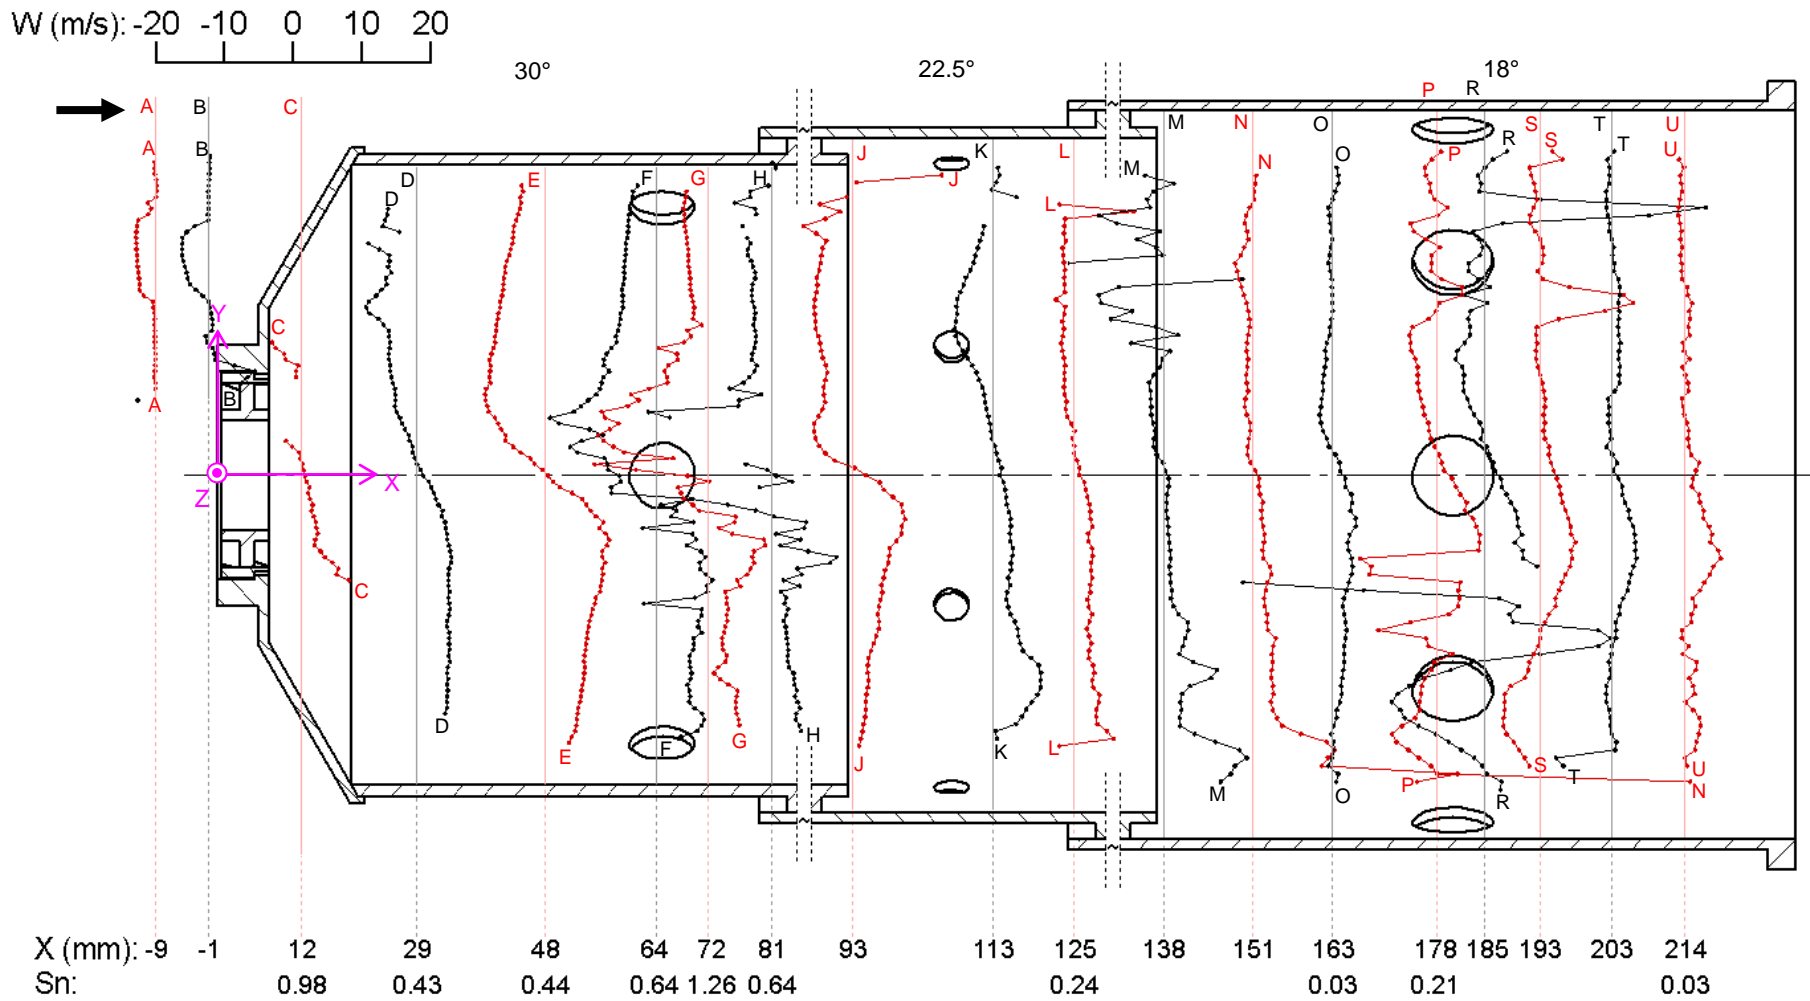 W (m/s): -20 -10 0 10 20
30° 22.5° 18°
P R
A B C
M N O S T U
A B J K L M R P S T U
O N
D E F G H J
D L
C
Y
B
A
X
Z
C
D E F G H J K L
S T U
P O M R N
X (mm): -9 -1 12 29 48 64 72 81 93 113 125 138 151 163 178 185 193 203 214
Sn: 0.98 0.43 0.44 0.64 1.26 0.64 0.24 0.03 0.21 0.03